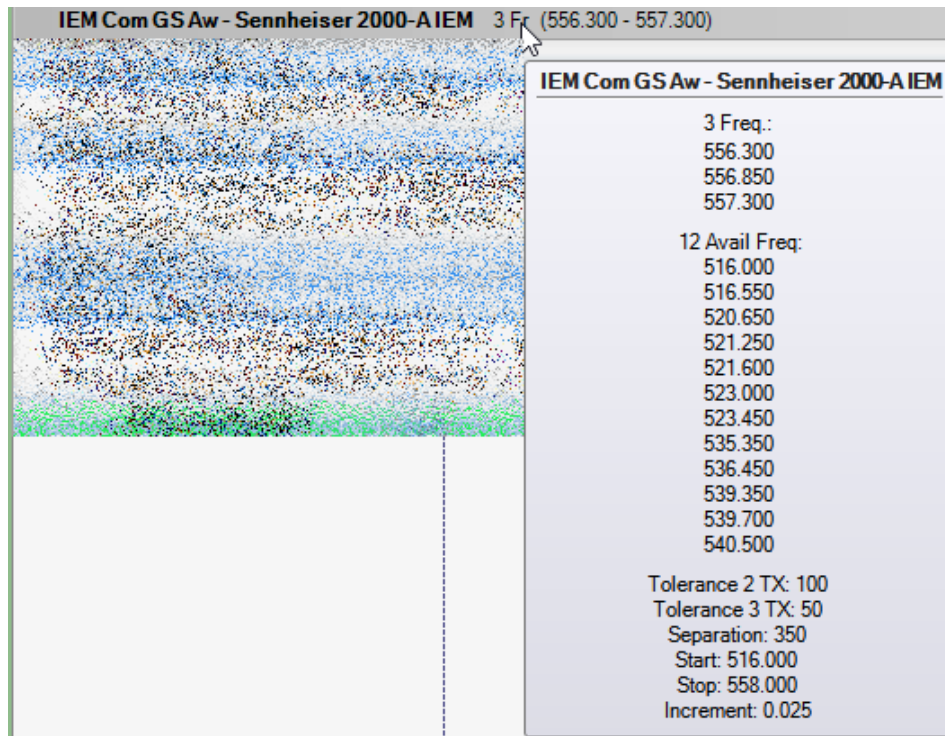 IEM Com GS Aw - Sennheiser 2000-A IEM 3 Fr (556.300 - 557.300)
IEM Com GS Aw - Sennheiser 2000-A IEM
3 Freq.:
556.300
556.850
557.300
12 Avail Freq:
516.000
516.550
520.650
521.250
521.600
523.000
523.450
535.350
536.450
539.350
539.700
540.500
Tolerance 2 TX: 100
Tolerance 3 TX: 50
Separation: 350
Start: 516.000
Stop: 558.000
Increment: 0.025